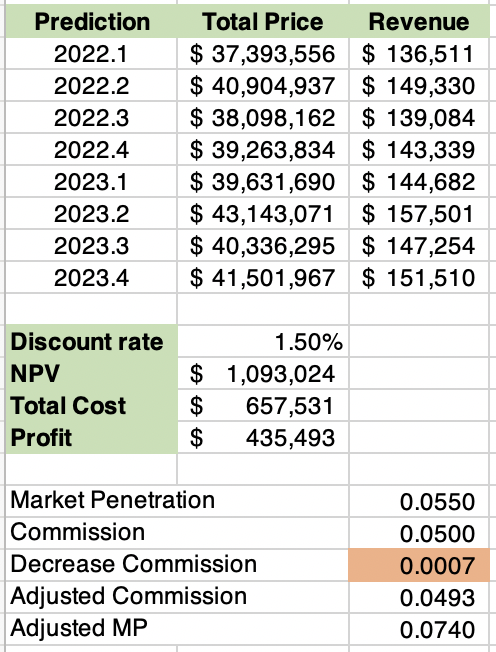 Prediction Total Price Revenue
2022.1 $ 37,393,556 $ 136,511
2022.2 $ 40,904,937 $ 149,330
2022.3 $ 38,098,162 $ 139,084
2022.4 $ 39,263,834 $ 143,339
2023.1 $ 39,631,690 $ 144,682
2023.2 $ 43,143,071 $ 157,501
2023.3 $ 40,336,295 $ 147,254
2023.4 $ 41,501,967 $ 151,510
Discount rate 1.50%
NPV $ 1,093,024
Total Cost $ 657,531
Profit $ 435,493
Market Penetration 0.0550
Commission 0.0500
Decrease Commission 0.0007
Adjusted Commission 0.0493
Adjusted MP 0.0740